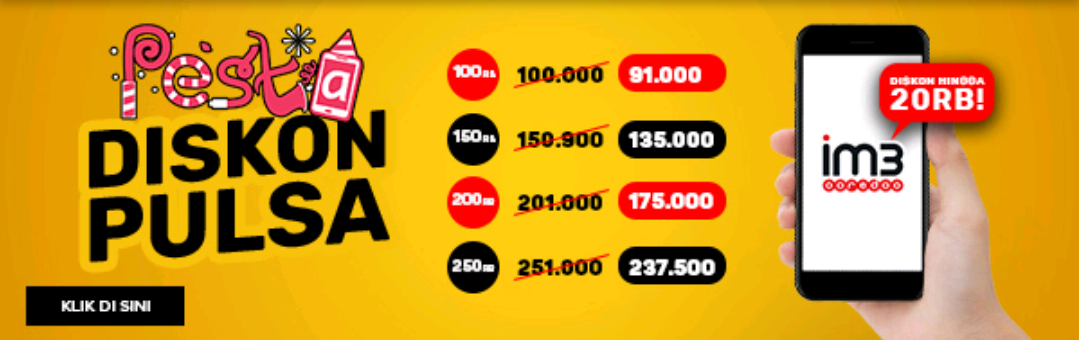 Pesta
DISKON
PULSA
KLIK DI SINI
100RB 100.000 91.000
150RB 150.900 135.000
200RB 201.000 175.000
250RB 251.000 237.500
DISKON HINGGA
20RB!
im3
ooredoo